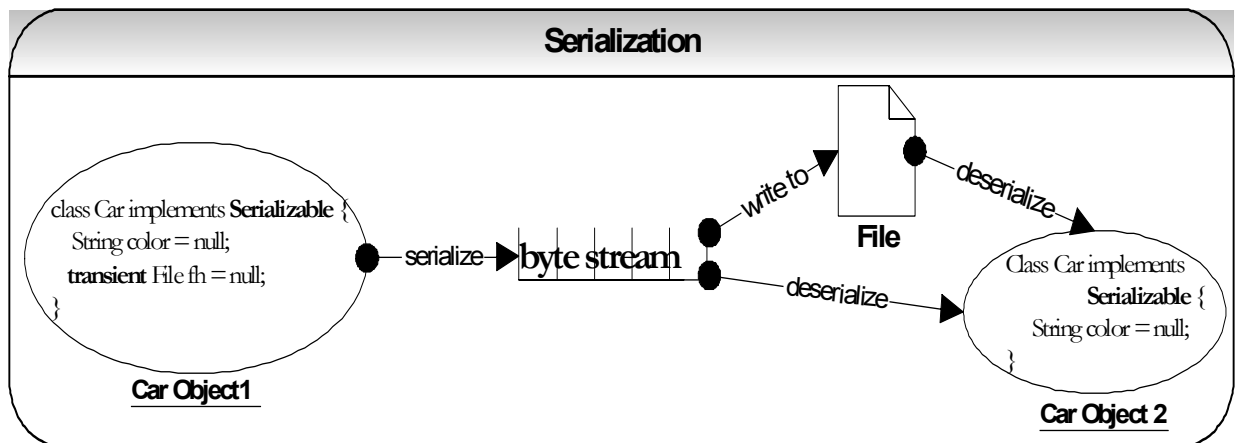 Serialization
class Car implements Serializable {
String color = null;
transient File fh = null;
}
Car Object1
serialize
byte stream
write to
File
deserialize
deserialize
Class Car implements
Serializable {
String color = null;
}
Car Object 2